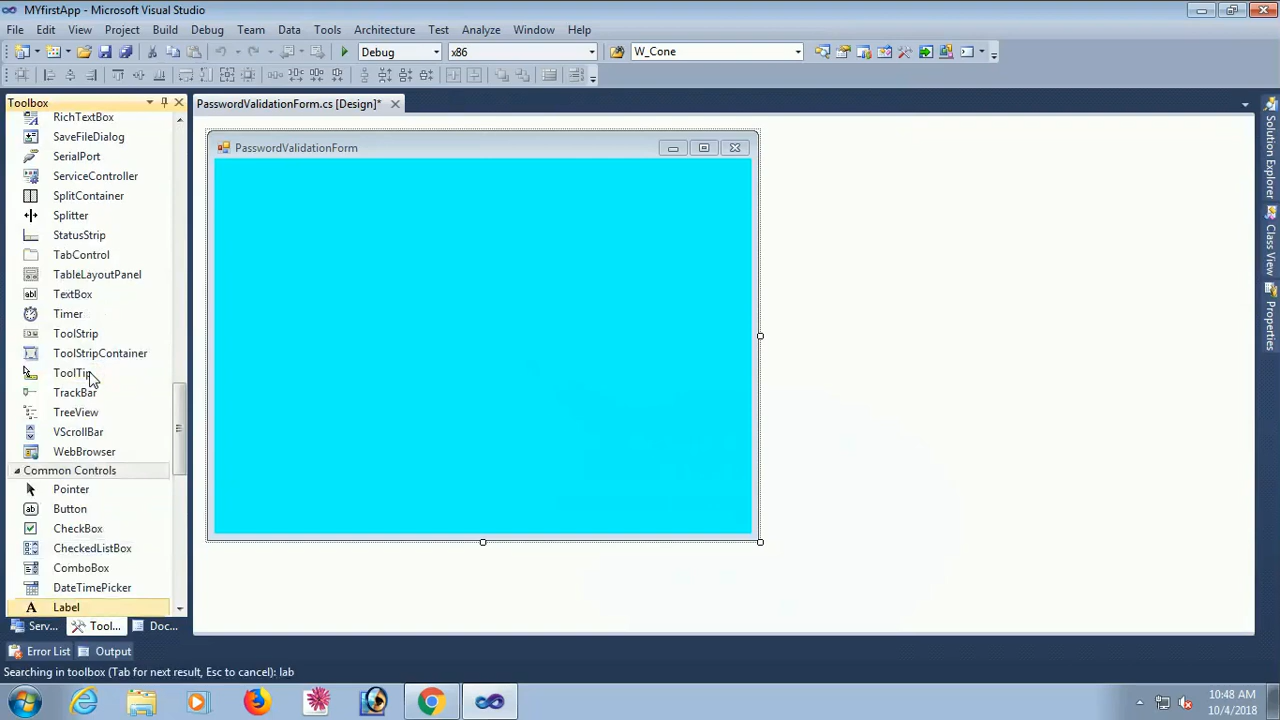 MYfirstApp - Microsoft Visual Studio
File Edit View Project Build Debug Team Data Tools Architecture Test Analyze Window Help
Debug x86 W_Cone
Toolbox
PasswordValidationForm.cs [Design]*
RichTextBox
SaveFileDialog
SerialPort
ServiceController
SplitContainer
Splitter
StatusStrip
TabControl
TableLayoutPanel
TextBox
Timer
ToolStrip
ToolStripContainer
ToolTip
TrackBar
TreeView
VScrollBar
WebBrowser
Common Controls
Pointer
Button
CheckBox
CheckedListBox
ComboBox
DateTimePicker
Label
PasswordValidationForm
Solution Explorer
Class View
Properties
Serv... Tool... Doc...
Error List Output
Searching in toolbox (Tab for next result, Esc to cancel): lab
10:48 AM
10/4/2018